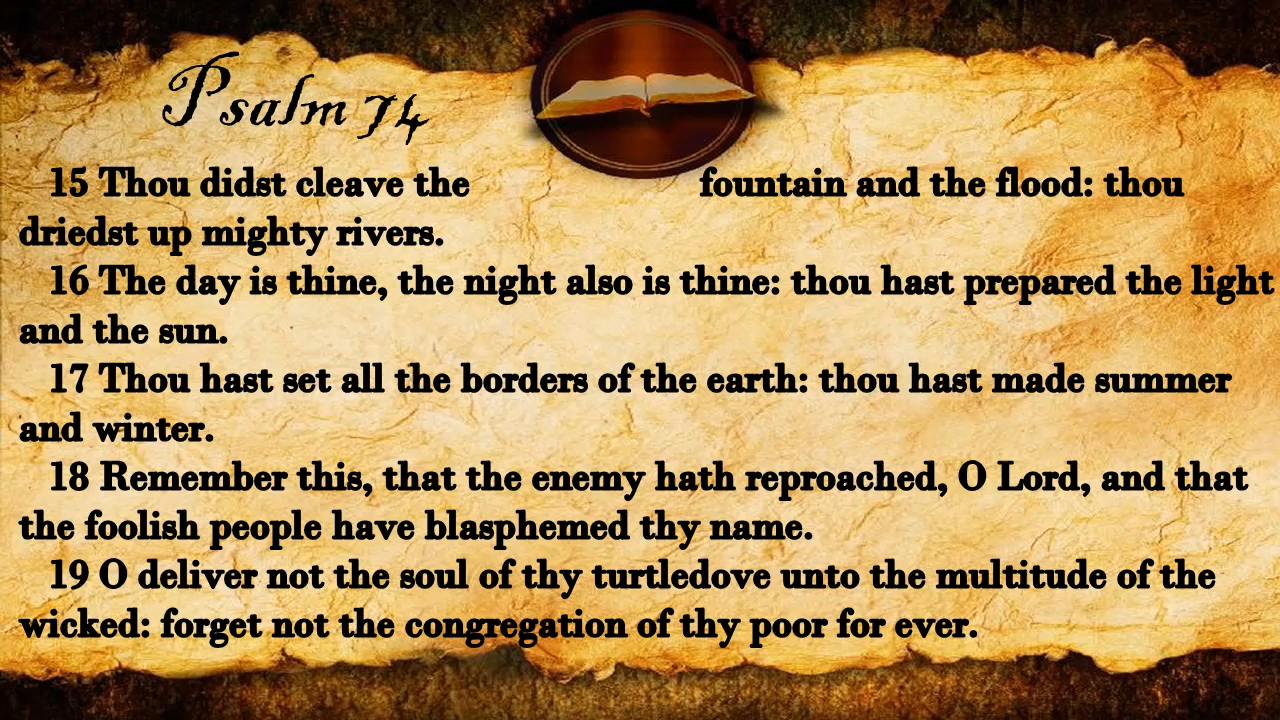 Psalm 74
15 Thou didst cleave the fountain and the flood: thou
driedst up mighty rivers.
16 The day is thine, the night also is thine: thou hast prepared the light
and the sun.
17 Thou hast set all the borders of the earth: thou hast made summer
and winter.
18 Remember this, that the enemy hath reproached, O Lord, and that
the foolish people have blasphemed thy name.
19 O deliver not the soul of thy turtledove unto the multitude of the
wicked: forget not the congregation of thy poor for ever.